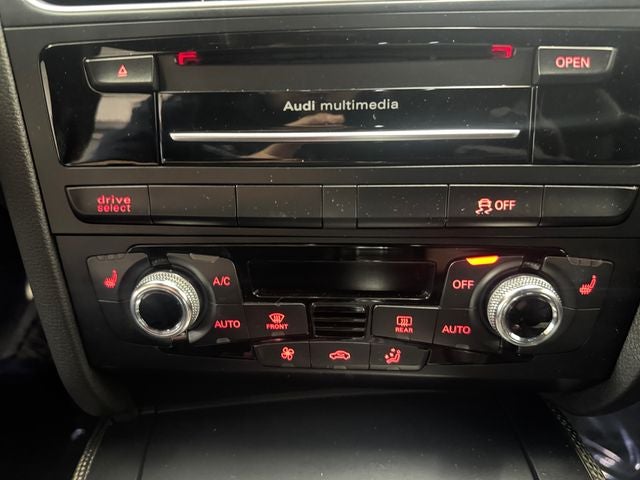 OPEN
Audi multimedia
drive
select
OFF
A/C
OFF
AUTO
FRONT
REAR
AUTO